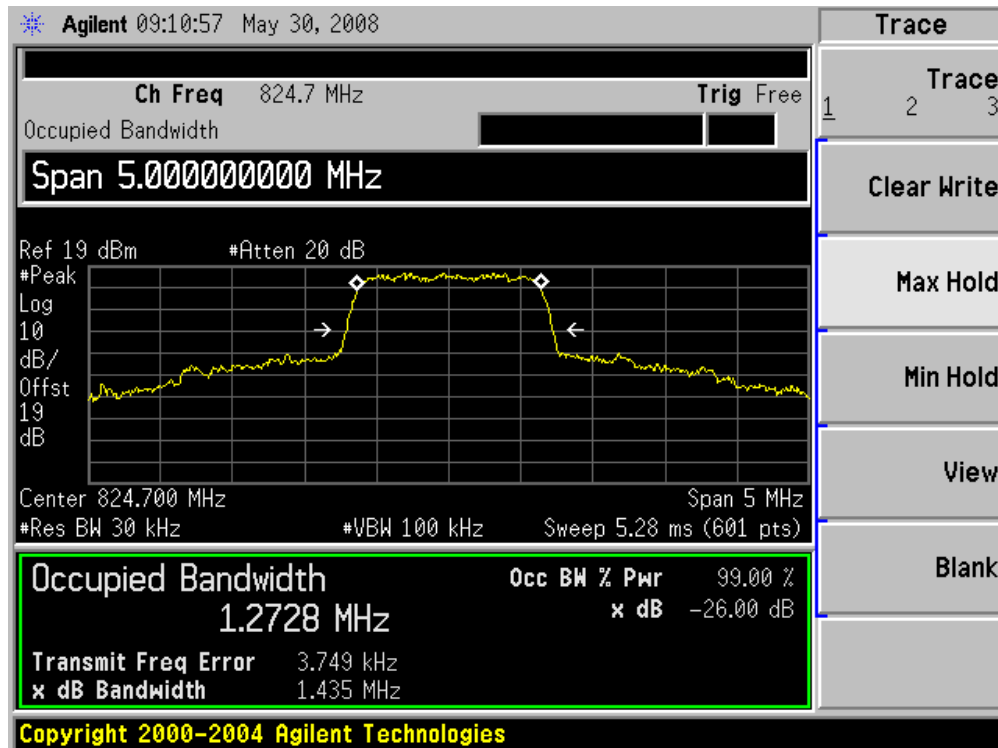 Agilent 09:10:57 May 30, 2008
Trace
Ch Freq 824.7 MHz
Trig Free
Occupied Bandwidth
Span 5.000000000 MHz
Ref 19 dBm #Atten 20 dB
#Peak
Log
10
dB/
Offst
19
dB
Center 824.700 MHz Span 5 MHz
#Res BW 30 kHz #VBW 100 kHz Sweep 5.28 ms (601 pts)
Occupied Bandwidth
1.2728 MHz
Occ BW % Pwr 99.00 %
x dB -26.00 dB
Transmit Freq Error 3.749 kHz
x dB Bandwidth 1.435 MHz
Copyright 2000-2004 Agilent Technologies
Trace
1 2 3
Clear Write
Max Hold
Min Hold
View
Blank